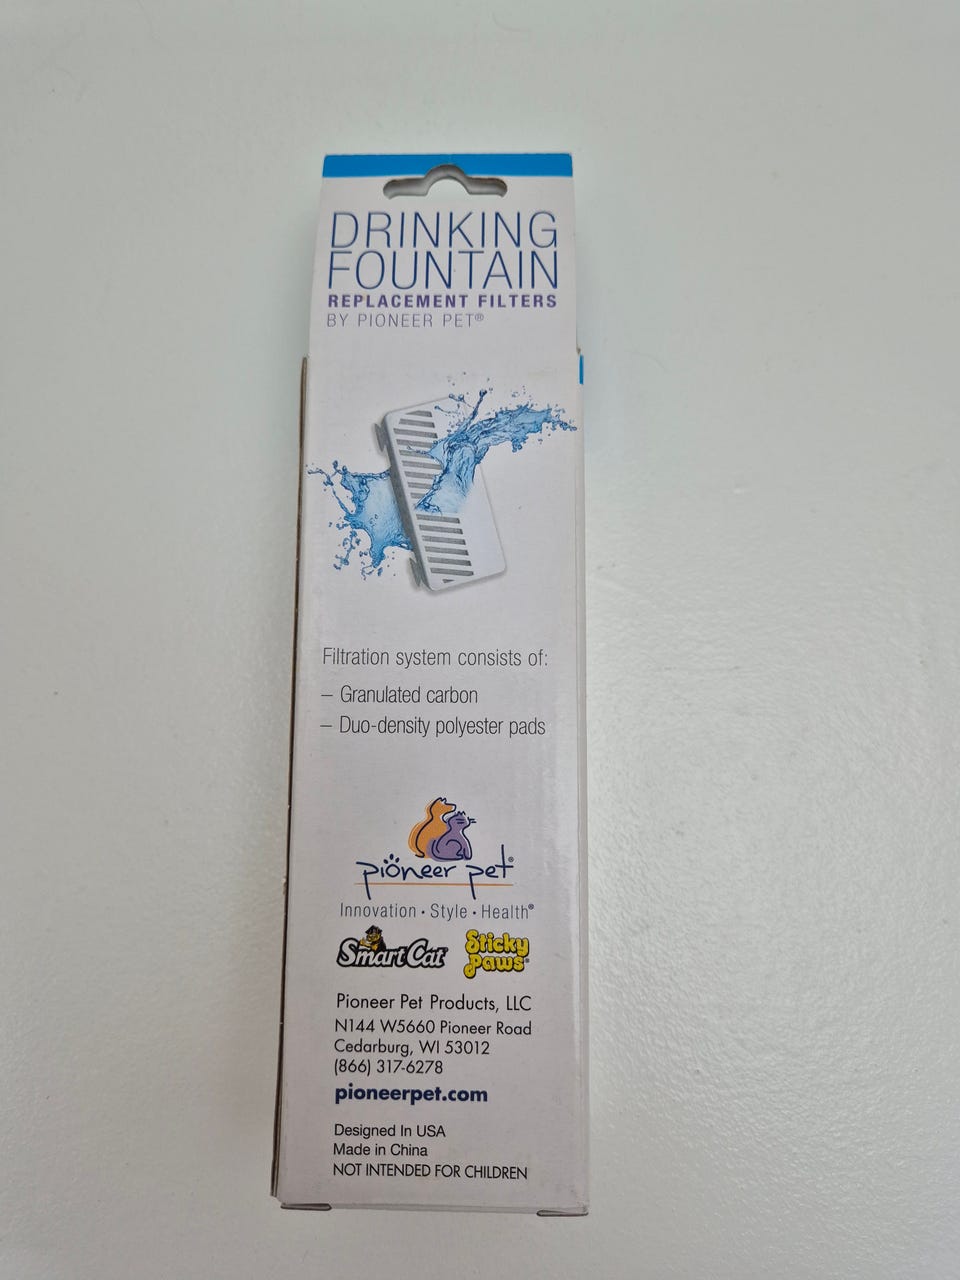 DRINKING
FOUNTAIN
REPLACEMENT FILTERS
BY PIONEER PET®
Filtration system consists of:
– Granulated carbon
– Duo-density polyester pads
pioneer pet®
Innovation • Style • Health®
SmartCat
Sticky
Paws®
Pioneer Pet Products, LLC
N144 W5660 Pioneer Road
Cedarburg, WI 53012
(866) 317-6278
pioneerpet.com
Designed In USA
Made in China
NOT INTENDED FOR CHILDREN